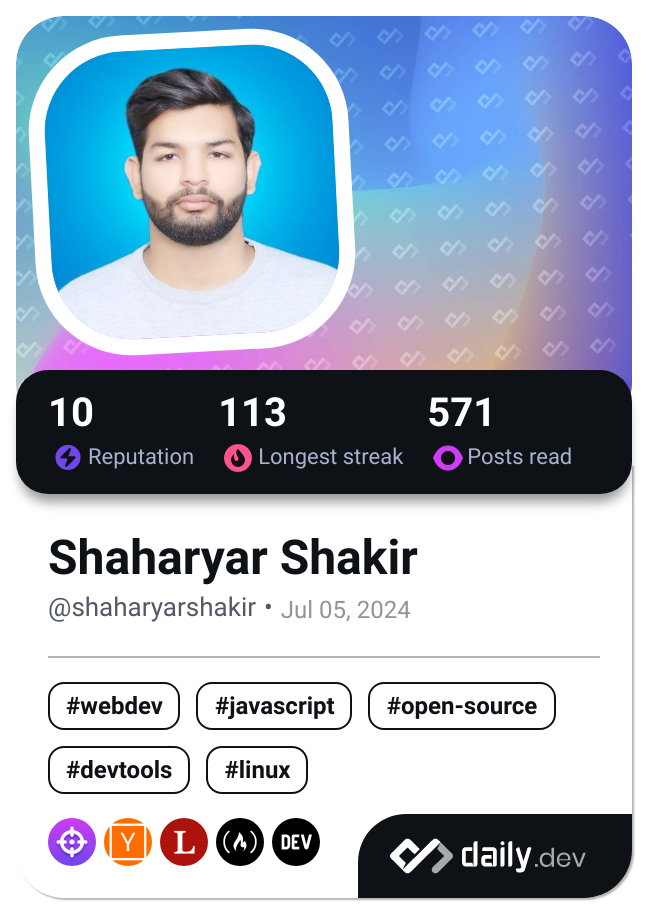 10 113 571
Reputation Longest streak Posts read
Shaharyar Shakir
@shaharyarshakir • Jul 05, 2024
#webdev #javascript #open-source
#devtools #linux
Y L DEV
daily.dev